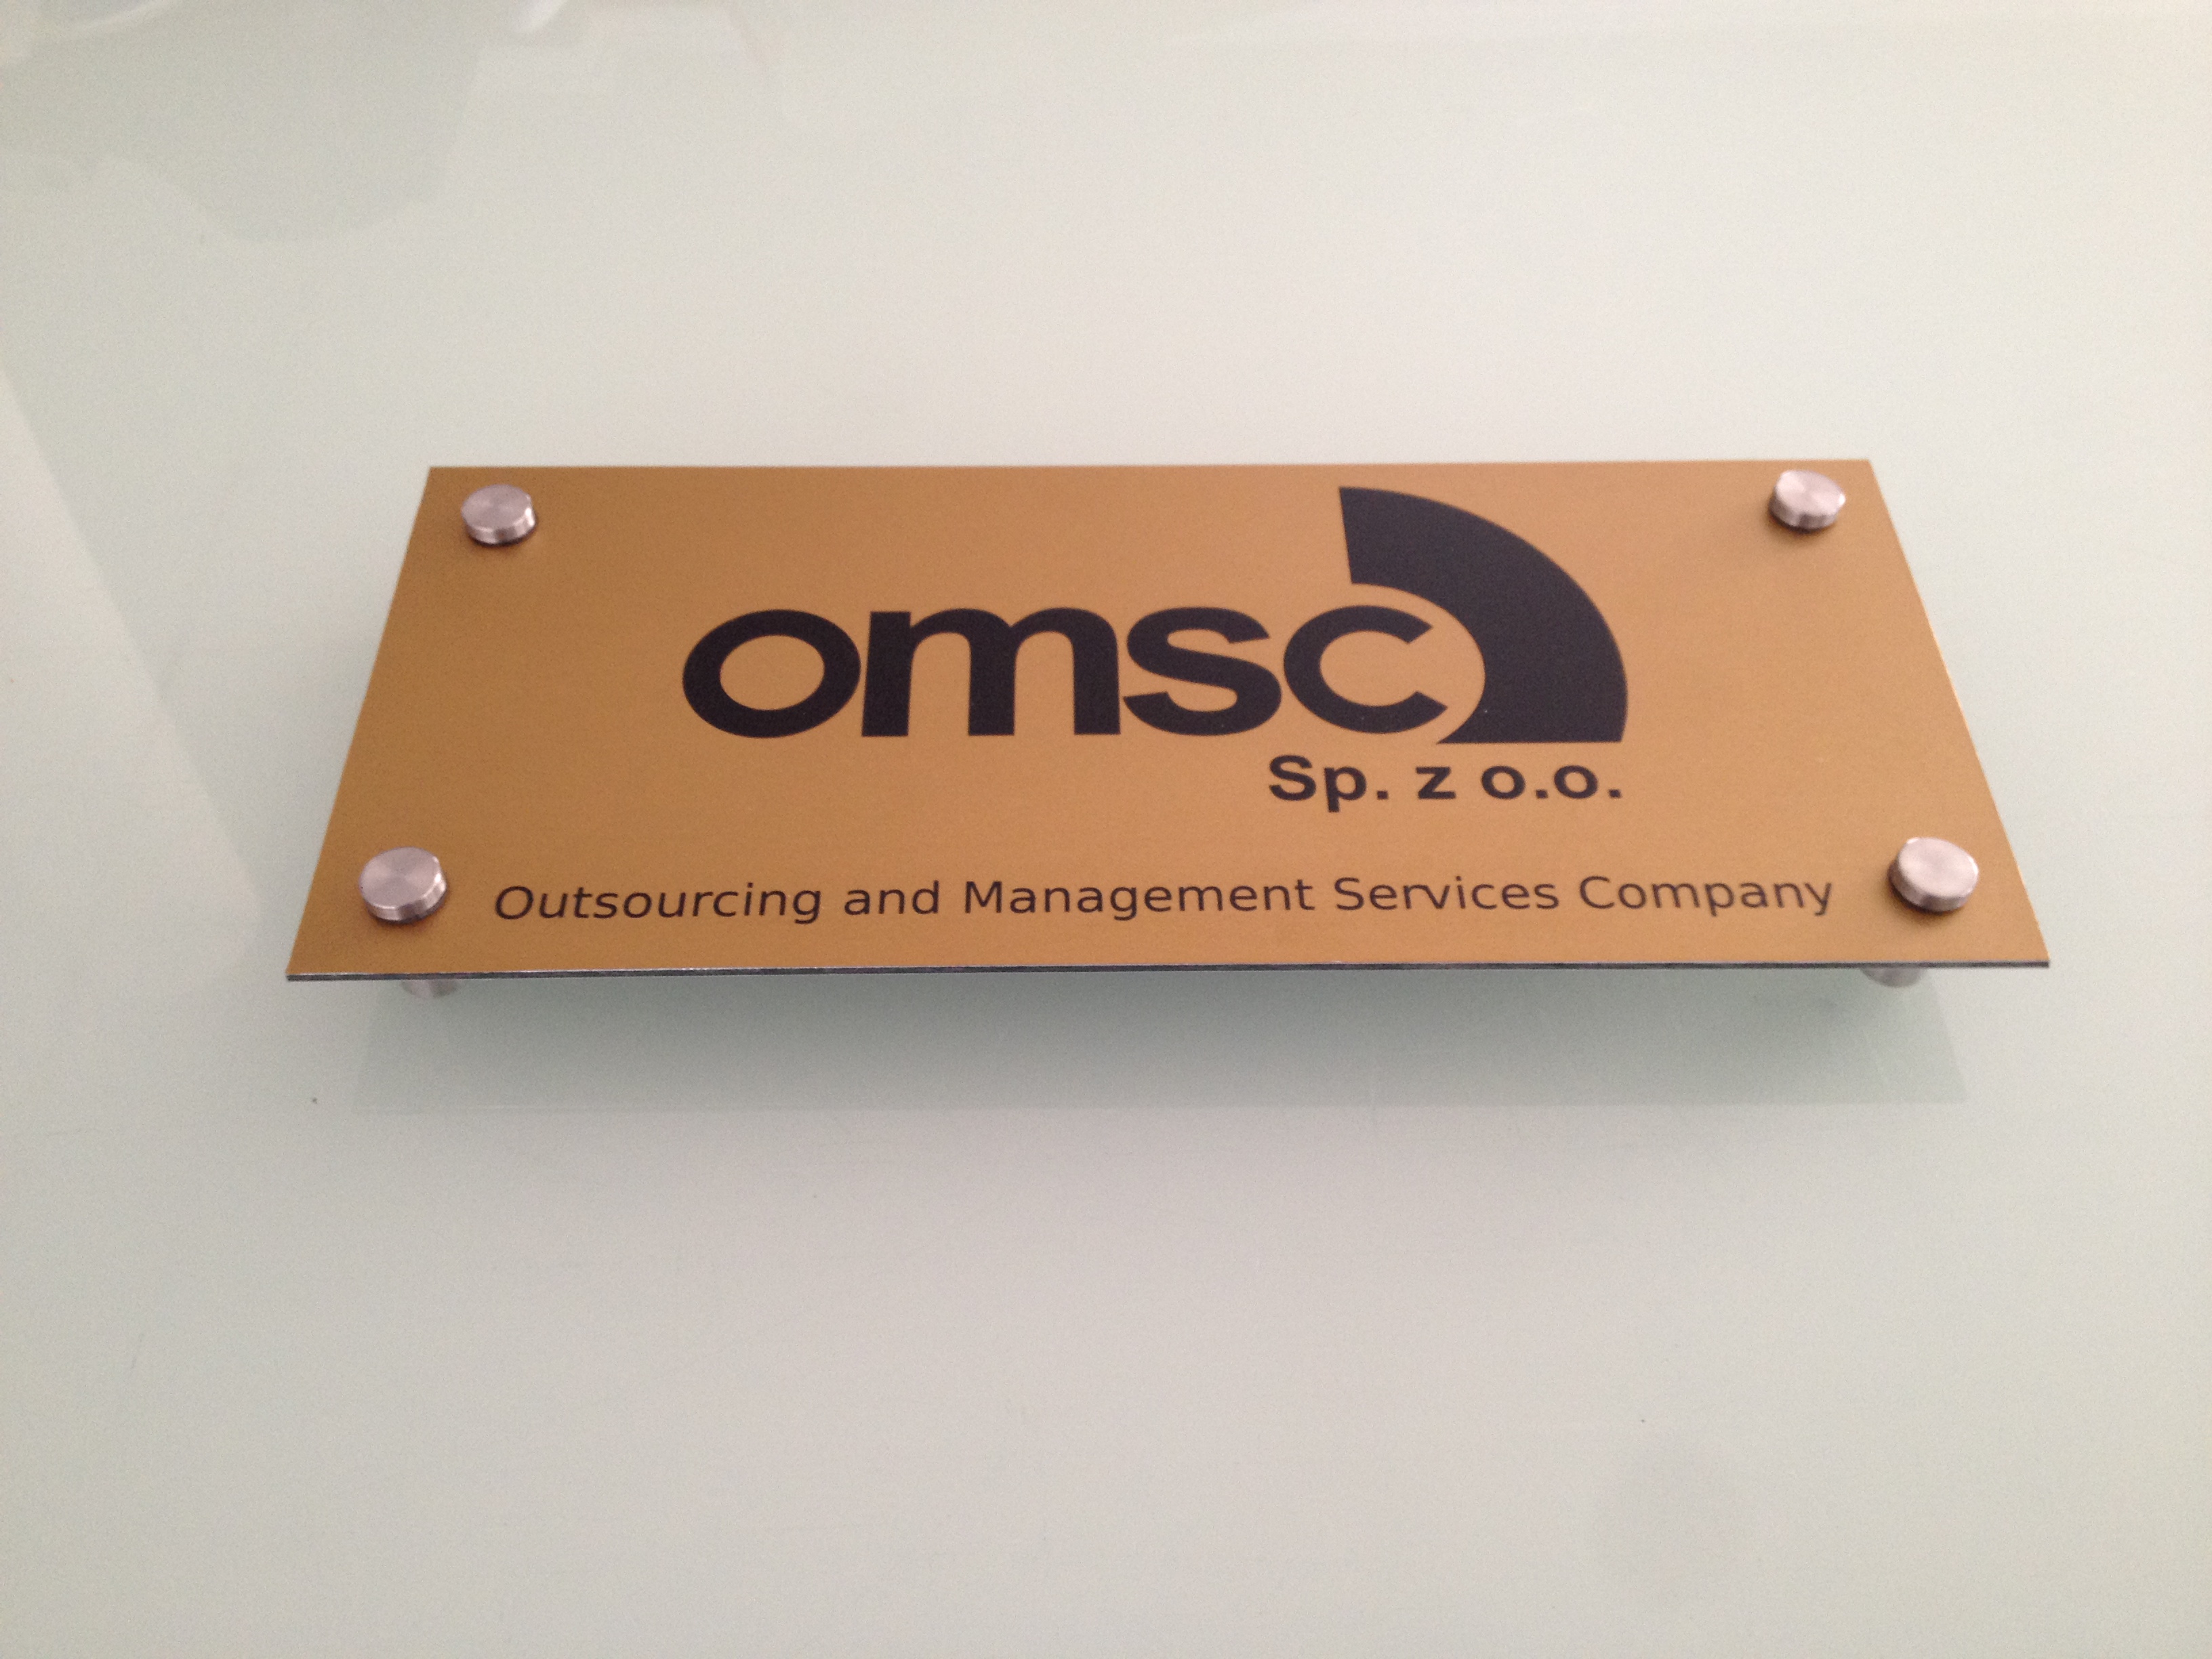 omsc
Sp. z o.o.
Outsourcing and Management Services Company